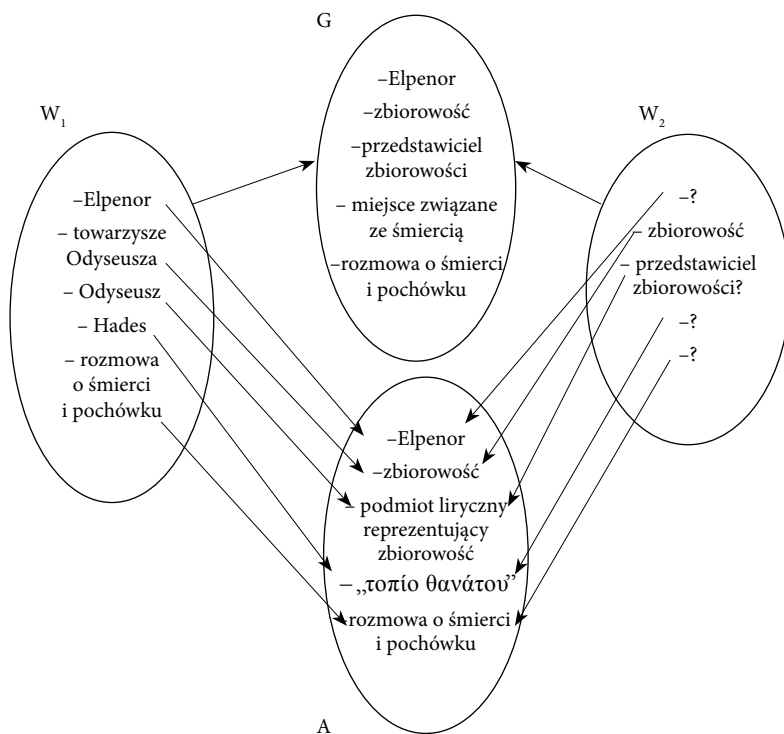 G
–Elpenor
–zbiorowość
–przedstawiciel
zbiorowości
– miejsce związane
ze śmiercią
–rozmowa o śmierci
i pochówku
W1
–Elpenor
– towarzysze
Odyseusza
– Odyseusz
– Hades
– rozmowa
o śmierci
i pochówku
W2
–?
– zbiorowość
– przedstawiciel
zbiorowości?
–?
–?
–Elpenor
–zbiorowość
– podmiot liryczny
reprezentujący
zbiorowość
– „τοπίο θανάτου”
-rozmowa o śmierci
i pochówku
A